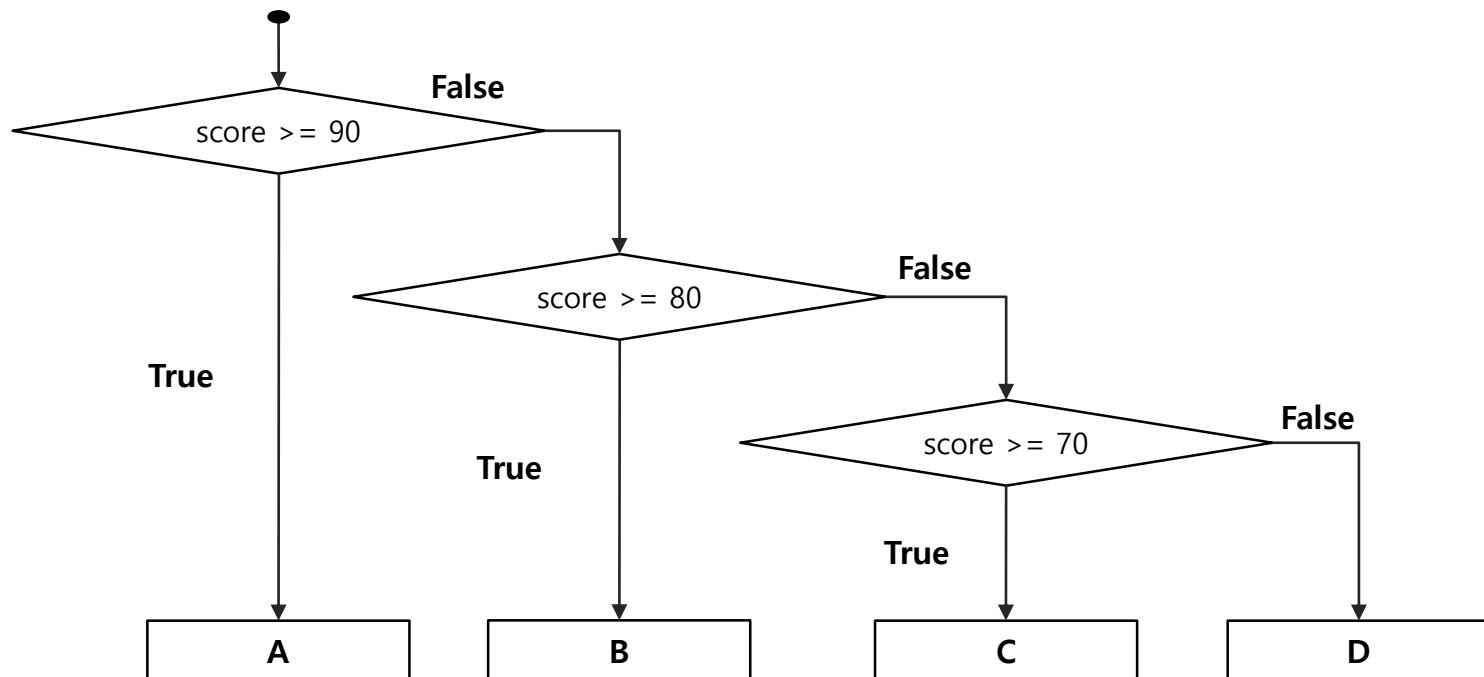 False
score >= 90
False
score >= 80
True
False
score >= 70
True
True
A
B
C
D